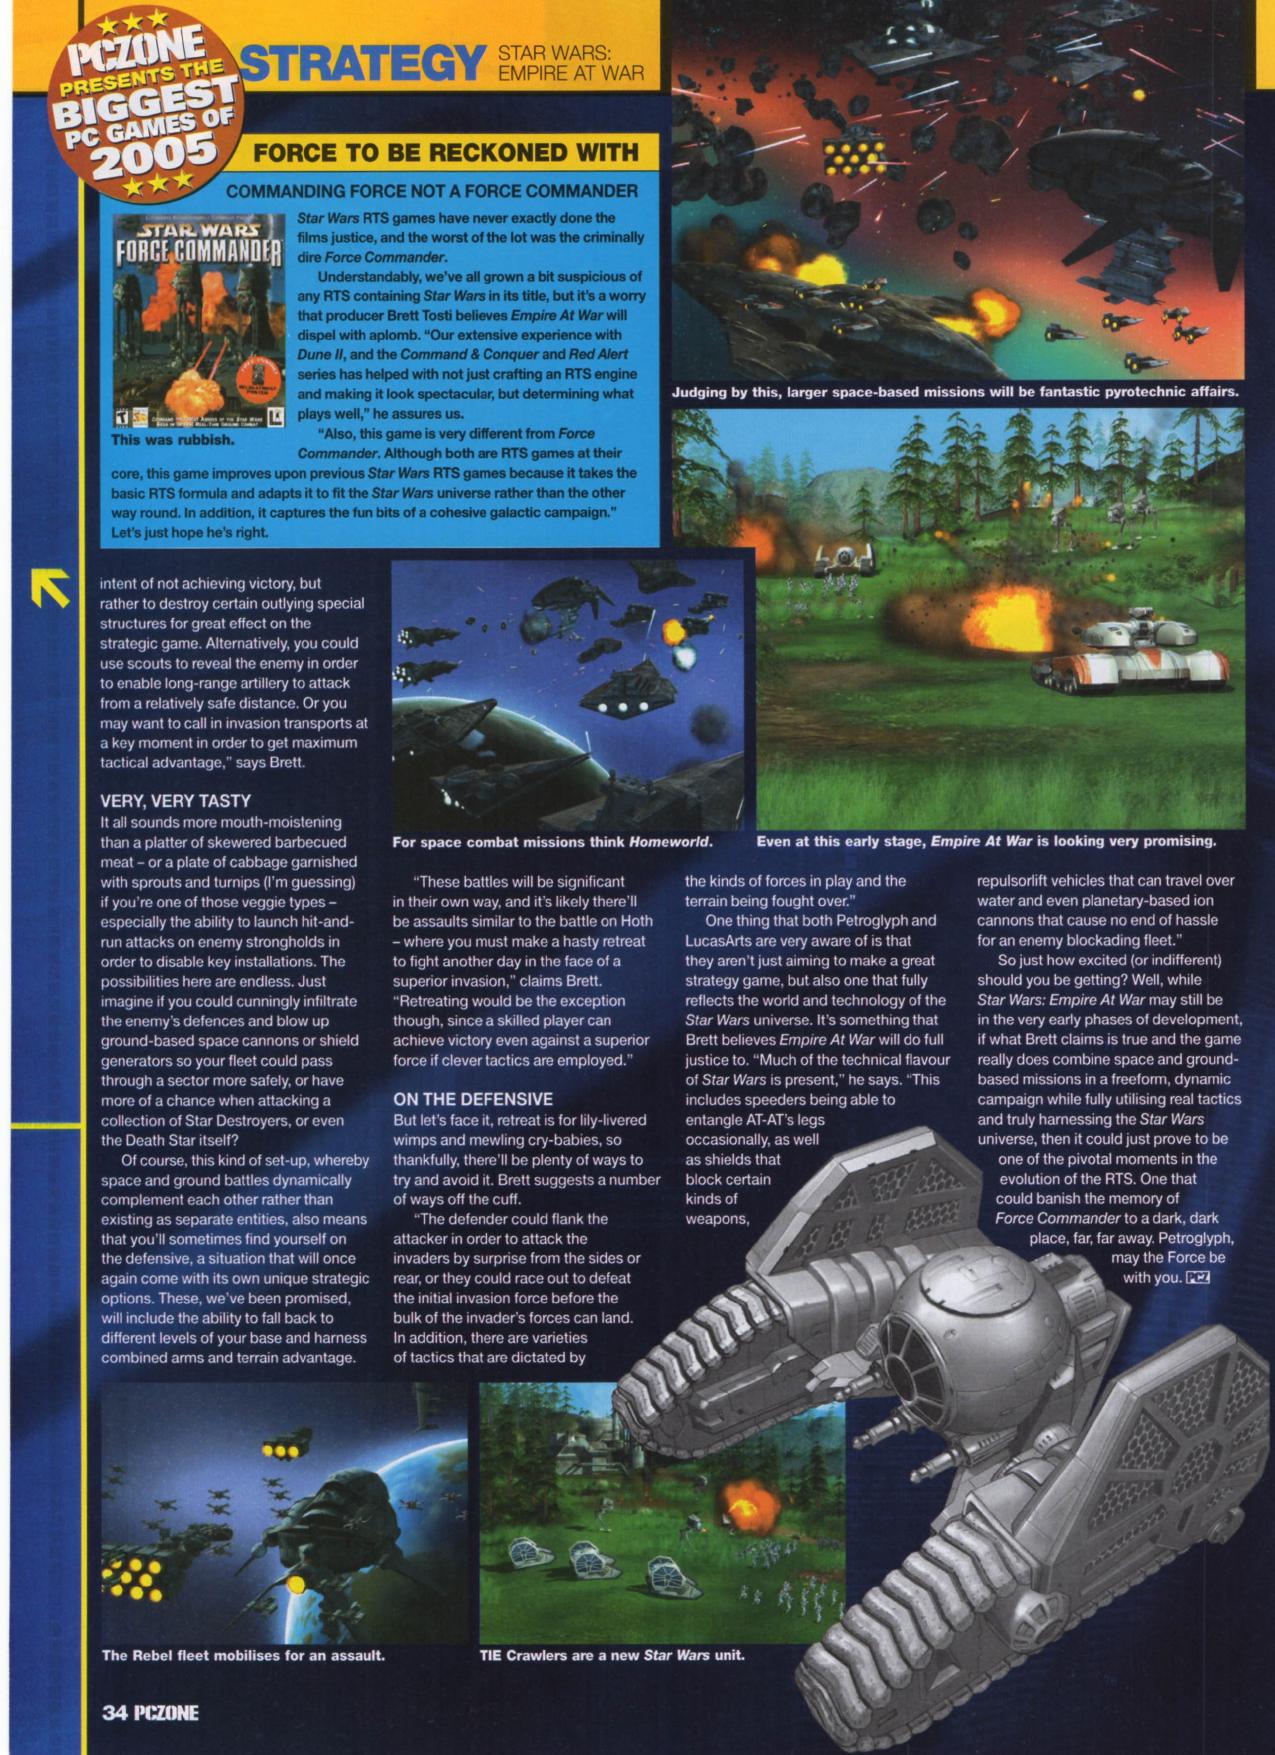 PCZONE
PRESENTS THE
BIGGEST
PC GAMES OF
2005
STRATEGY
STAR WARS:
EMPIRE AT WAR
FORCE TO BE RECKONED WITH
COMMANDING FORCE NOT A FORCE COMMANDER
STAR WARS
FORCE COMMANDER
This was rubbish.
Star Wars RTS games have never exactly done the
films justice, and the worst of the lot was the criminally
dire Force Commander.
Understandably, we've all grown a bit suspicious of
any RTS containing Star Wars in its title, but it's a worry
that producer Brett Tosti believes Empire At War will
dispel with aplomb. “Our extensive experience with
Dune II, and the Command & Conquer and Red Alert
series has helped with not just crafting an RTS engine
and making it look spectacular, but determining what
plays well,” he assures us.
“Also, this game is very different from Force
Commander. Although both are RTS games at their
core, this game improves upon previous Star Wars RTS games because it takes the
basic RTS formula and adapts it to fit the Star Wars universe rather than the other
way round. In addition, it captures the fun bits of a cohesive galactic campaign.”
Let's just hope he's right.
Judging by this, larger space-based missions will be fantastic pyrotechnic affairs.
intent of not achieving victory, but
rather to destroy certain outlying special
structures for great effect on the
strategic game. Alternatively, you could
use scouts to reveal the enemy in order
to enable long-range artillery to attack
from a relatively safe distance. Or you
may want to call in invasion transports at
a key moment in order to get maximum
tactical advantage,” says Brett.
VERY, VERY TASTY
It all sounds more mouth-moistening
than a platter of skewered barbecued
meat – or a plate of cabbage garnished
with sprouts and turnips (I'm guessing)
if you're one of those veggie types –
especially the ability to launch hit-and-
run attacks on enemy strongholds in
order to disable key installations. The
possibilities here are endless. Just
imagine if you could cunningly infiltrate
the enemy's defences and blow up
ground-based space cannons or shield
generators so your fleet could pass
through a sector more safely, or have
more of a chance when attacking a
collection of Star Destroyers, or even
the Death Star itself?
Of course, this kind of set-up, whereby
space and ground battles dynamically
complement each other rather than
existing as separate entities, also means
that you'll sometimes find yourself on
the defensive, a situation that will once
again come with its own unique strategic
options. These, we've been promised,
will include the ability to fall back to
different levels of your base and harness
combined arms and terrain advantage.
For space combat missions think Homeworld.
Even at this early stage, Empire At War is looking very promising.
“These battles will be significant
in their own way, and it's likely there'll
be assaults similar to the battle on Hoth
– where you must make a hasty retreat
to fight another day in the face of a
superior invasion,” claims Brett.
“Retreating would be the exception
though, since a skilled player can
achieve victory even against a superior
force if clever tactics are employed.”
ON THE DEFENSIVE
But let's face it, retreat is for lily-livered
wimps and mewling cry-babies, so
thankfully, there'll be plenty of ways to
try and avoid it. Brett suggests a number
of ways off the cuff.
“The defender could flank the
attacker in order to attack the
invaders by surprise from the sides or
rear, or they could race out to defeat
the initial invasion force before the
bulk of the invader's forces can land.
In addition, there are varieties
of tactics that are dictated by
the kinds of forces in play and the
terrain being fought over.”
One thing that both Petroglyph and
LucasArts are very aware of is that
they aren't just aiming to make a great
strategy game, but also one that fully
reflects the world and technology of the
Star Wars universe. It's something that
Brett believes Empire At War will do full
justice to. “Much of the technical flavour
of Star Wars is present,” he says. “This
includes speeders being able to
entangle AT-AT's legs
occasionally, as well
as shields that
block certain
kinds of
weapons,
repulsorlift vehicles that can travel over
water and even planetary-based ion
cannons that cause no end of hassle
for an enemy blockading fleet.”
So just how excited (or indifferent)
should you be getting? Well, while
Star Wars: Empire At War may still be
in the very early phases of development,
if what Brett claims is true and the game
really does combine space and ground-
based missions in a freeform, dynamic
campaign while fully utilising real tactics
and truly harnessing the Star Wars
universe, then it could just prove to be
one of the pivotal moments in the
evolution of the RTS. One that
could banish the memory of
Force Commander to a dark, dark
place, far, far away. Petroglyph,
may the Force be
with you. PCZ
The Rebel fleet mobilises for an assault.
TIE Crawlers are a new Star Wars unit.
34 PCZONE